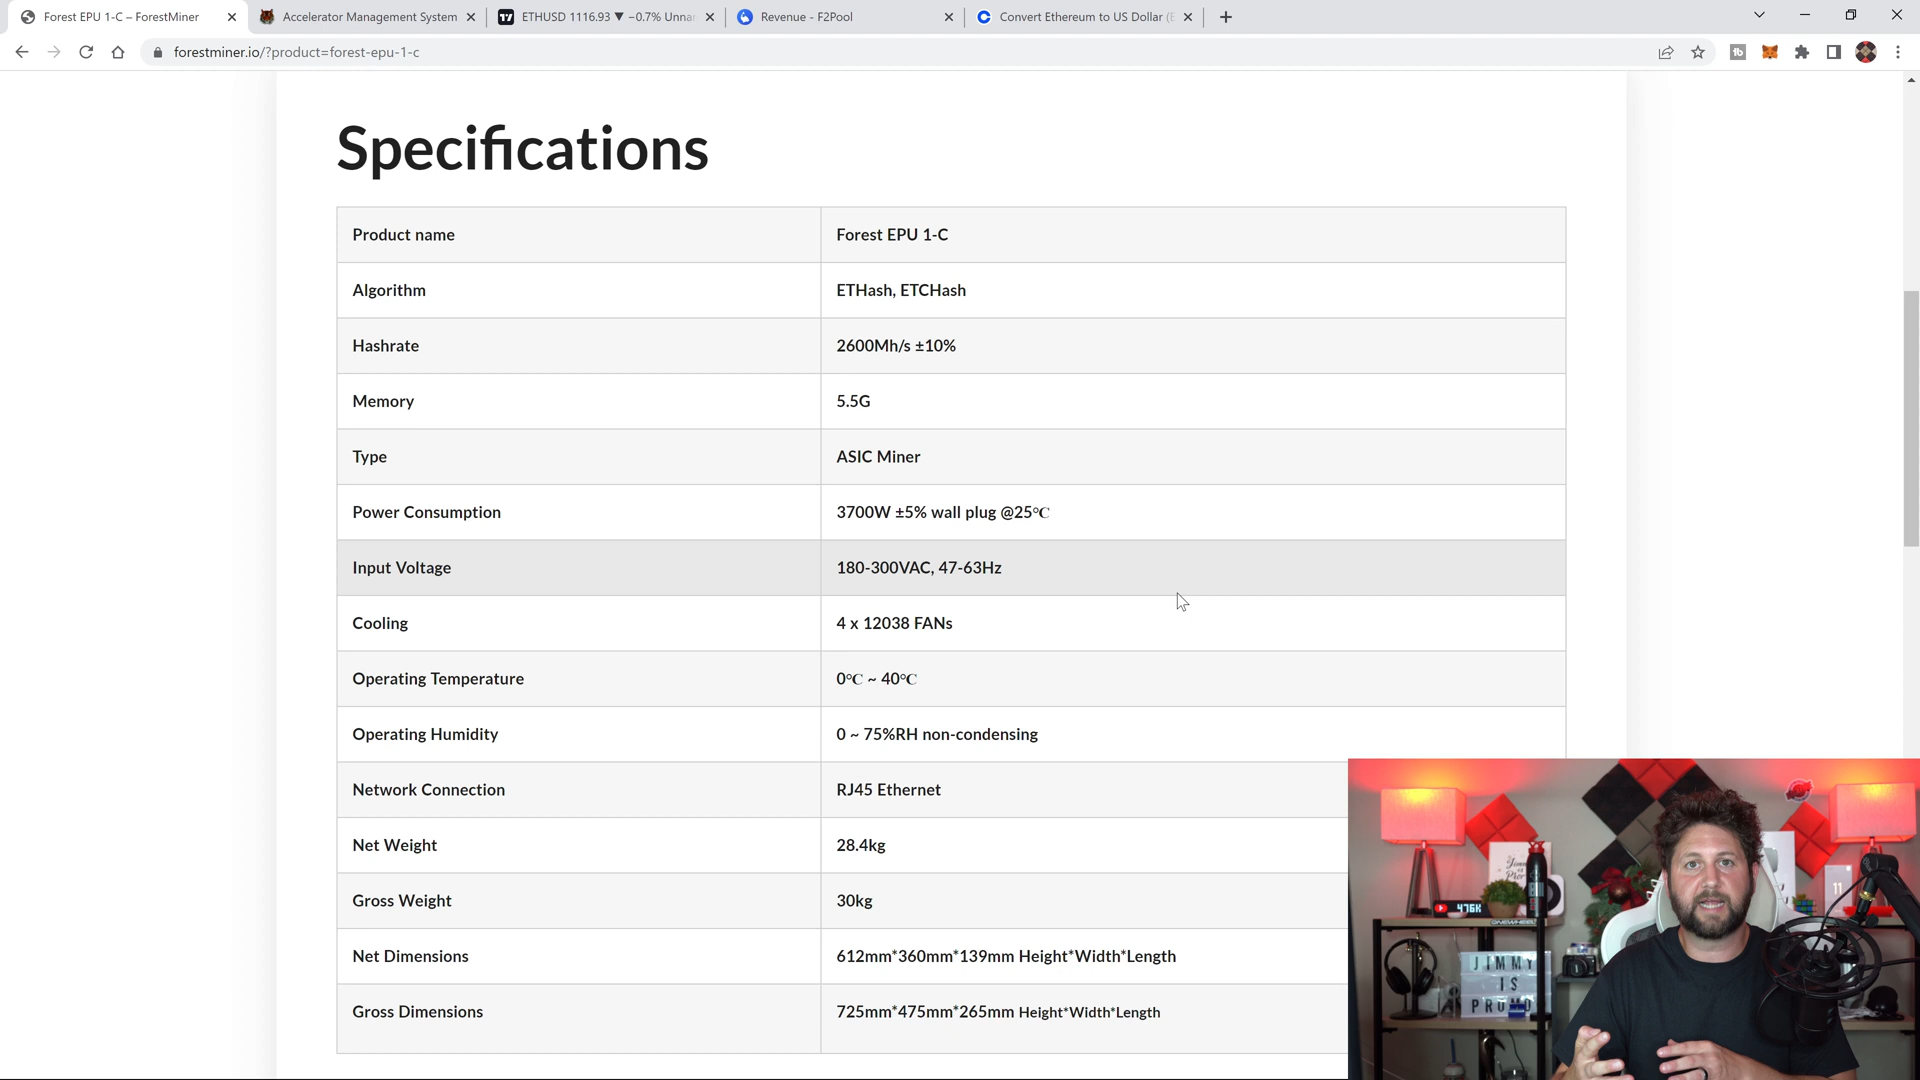 Forest EPU 1-C – ForestMiner
Accelerator Management System
ETHUSD 1116.93 ▼ −0.7% Unna
Revenue - F2Pool
Convert Ethereum to US Dollar (E
forestminer.io/?product=forest-epu-1-c
Specifications
Product name Forest EPU 1-C
Algorithm ETHash, ETCHash
Hashrate 2600Mh/s ±10%
Memory 5.5G
Type ASIC Miner
Power Consumption 3700W ±5% wall plug @25℃
Input Voltage 180-300VAC, 47-63Hz
Cooling 4 x 12038 FANs
Operating Temperature 0℃ ~ 40℃
Operating Humidity 0 ~ 75%RH non-condensing
Network Connection RJ45 Ethernet
Net Weight 28.4kg
Gross Weight 30kg
Net Dimensions 612mm*360mm*139mm Height*Width*Length
Gross Dimensions 725mm*475mm*265mm Height*Width*Length
476K
ONEWHEEL
11
JIMMY
IS
PROMO